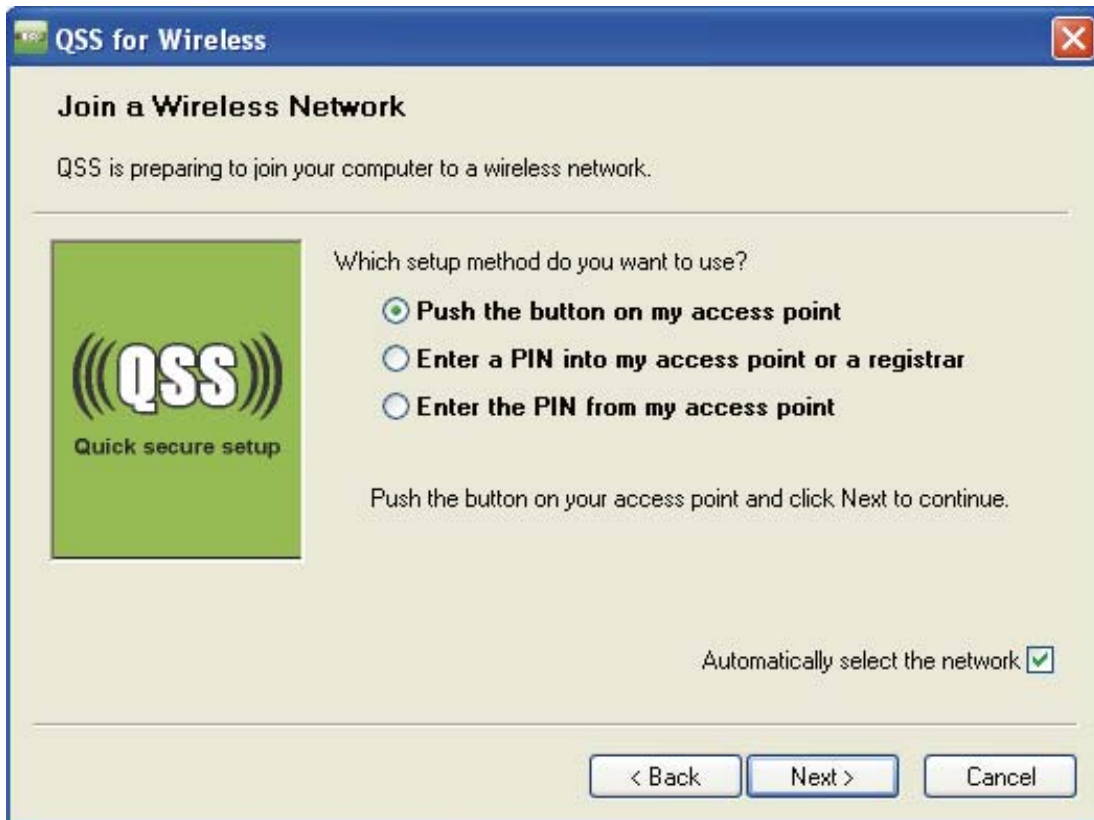 QSS for Wireless
Join a Wireless Network
QSS is preparing to join your computer to a wireless network.
Which setup method do you want to use?
Push the button on my access point
Enter a PIN into my access point or a registrar
Enter the PIN from my access point
QSS
Quick secure setup
Push the button on your access point and click Next to continue.
Automatically select the network
< Back
Next >
Cancel